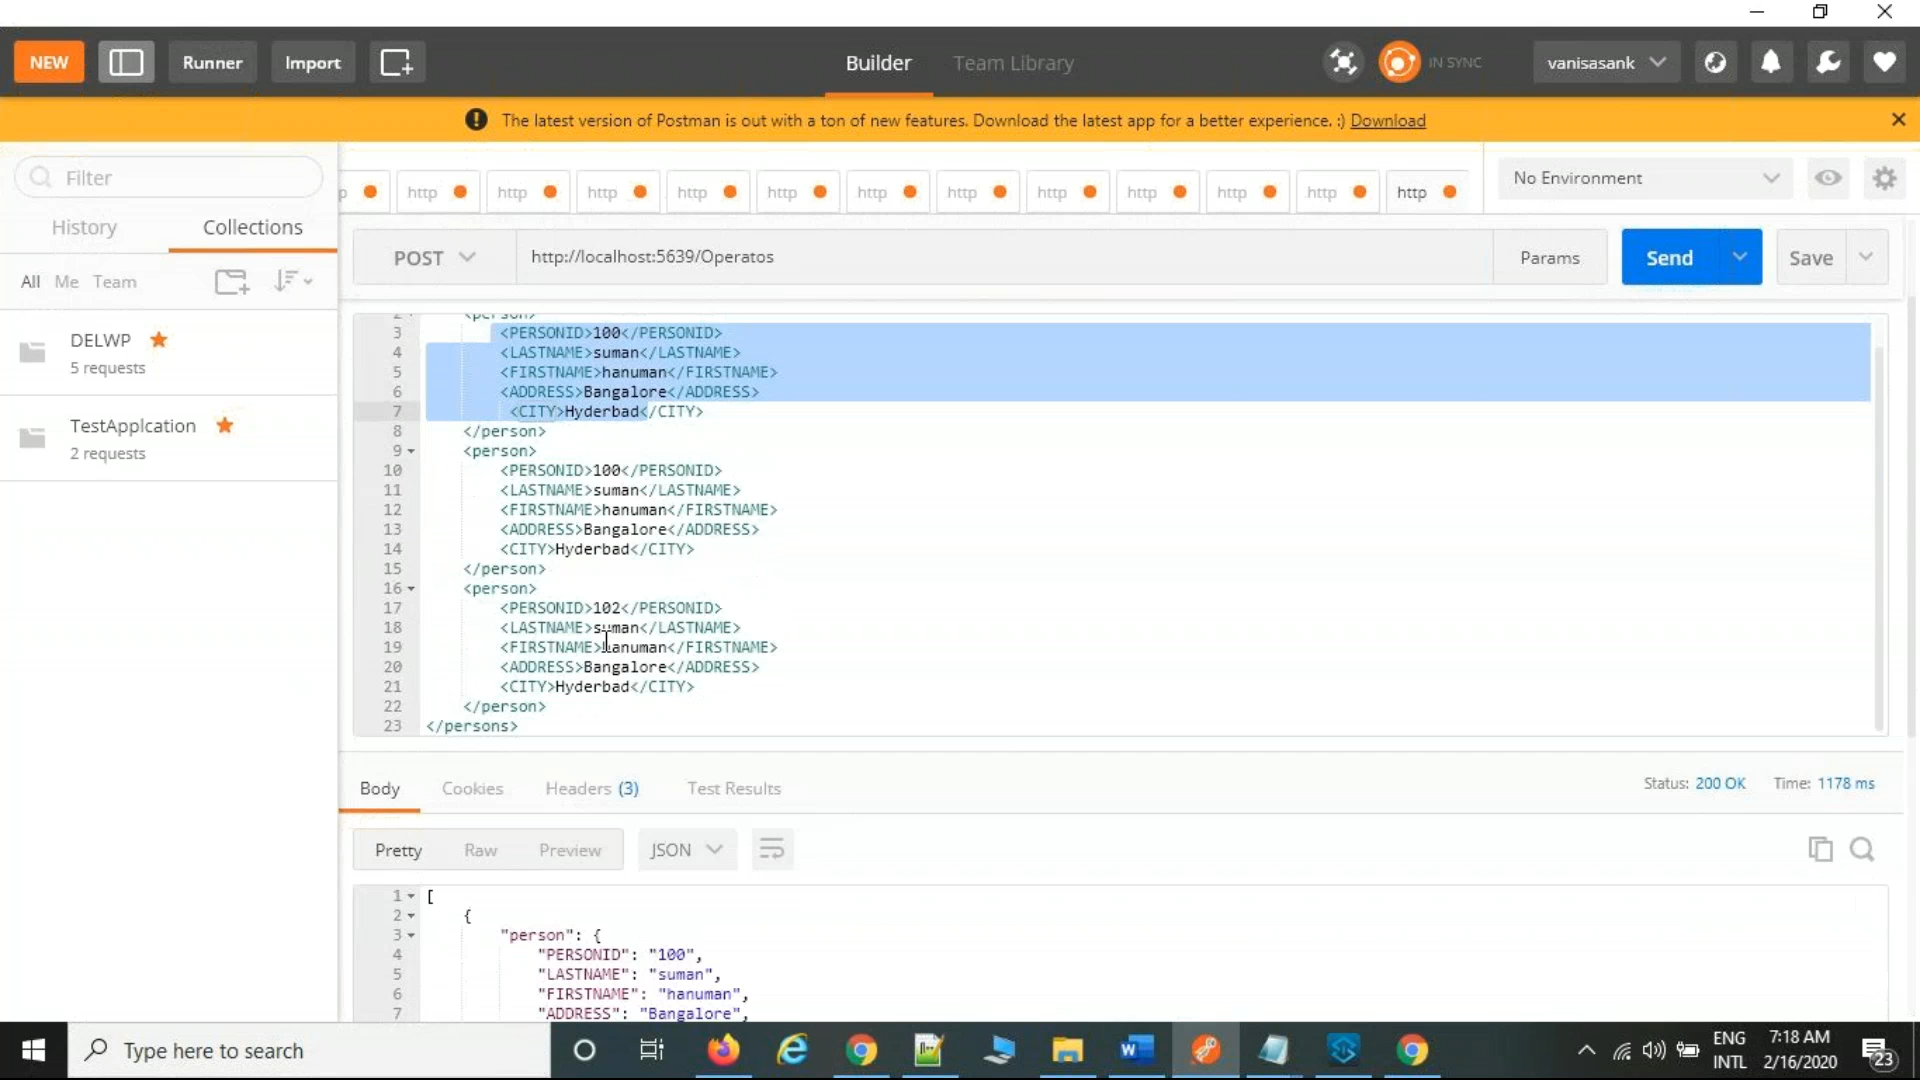 NEW Runner Import Builder Team Library IN SYNC vanisasank
The latest version of Postman is out with a ton of new features. Download the latest app for a better experience. :) Download
Filter
p http http http http http http http http http http http http No Environment
History Collections
POST http://localhost:5639/Operatos Params Send Save
All Me Team
DELWP
5 requests
TestApplcation
2 requests
2 <person>
3 <PERSONID>100</PERSONID>
4 <LASTNAME>suman</LASTNAME>
5 <FIRSTNAME>hanuman</FIRSTNAME>
6 <ADDRESS>Bangalore</ADDRESS>
7 <CITY>Hyderbad</CITY>
8 </person>
9 <person>
10 <PERSONID>100</PERSONID>
11 <LASTNAME>suman</LASTNAME>
12 <FIRSTNAME>hanuman</FIRSTNAME>
13 <ADDRESS>Bangalore</ADDRESS>
14 <CITY>Hyderbad</CITY>
15 </person>
16 <person>
17 <PERSONID>102</PERSONID>
18 <LASTNAME>suman</LASTNAME>
19 <FIRSTNAME>hanuman</FIRSTNAME>
20 <ADDRESS>Bangalore</ADDRESS>
21 <CITY>Hyderbad</CITY>
22 </person>
23 </persons>
Body Cookies Headers (3) Test Results Status: 200 OK Time: 1178 ms
Pretty Raw Preview JSON
1 [
2 {
3 "person": {
4 "PERSONID": "100",
5 "LASTNAME": "suman",
6 "FIRSTNAME": "hanuman",
7 "ADDRESS": "Bangalore",
Type here to search
ENG 7:18 AM
INTL 2/16/2020 23